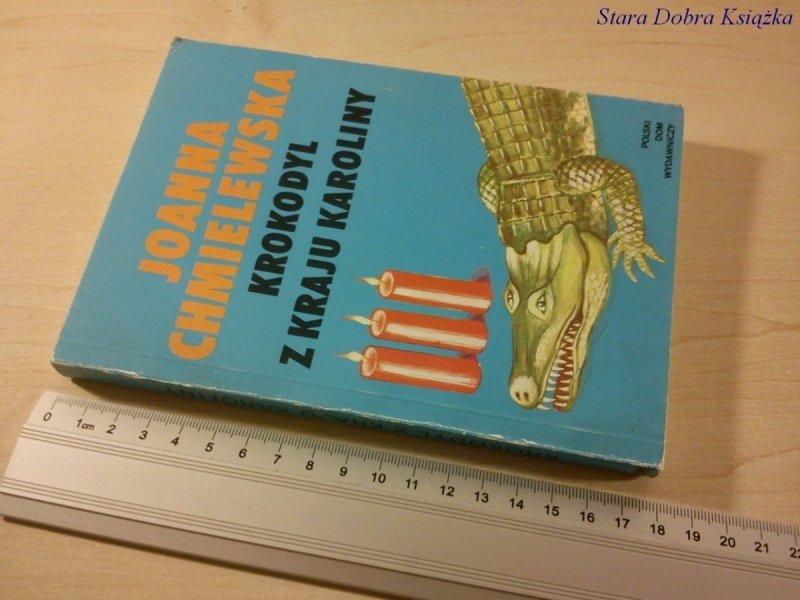 Stara Dobra Książka
JOANNA
CHMIELEWSKA
KROKODYL
Z KRAJU KAROLINY
POLSKI
DOM
WYDAWNICZY
0 1cm 2 3 4 5 6 7 8 9 10 11 12 13 14 15 16 17 18 19 20 21 22